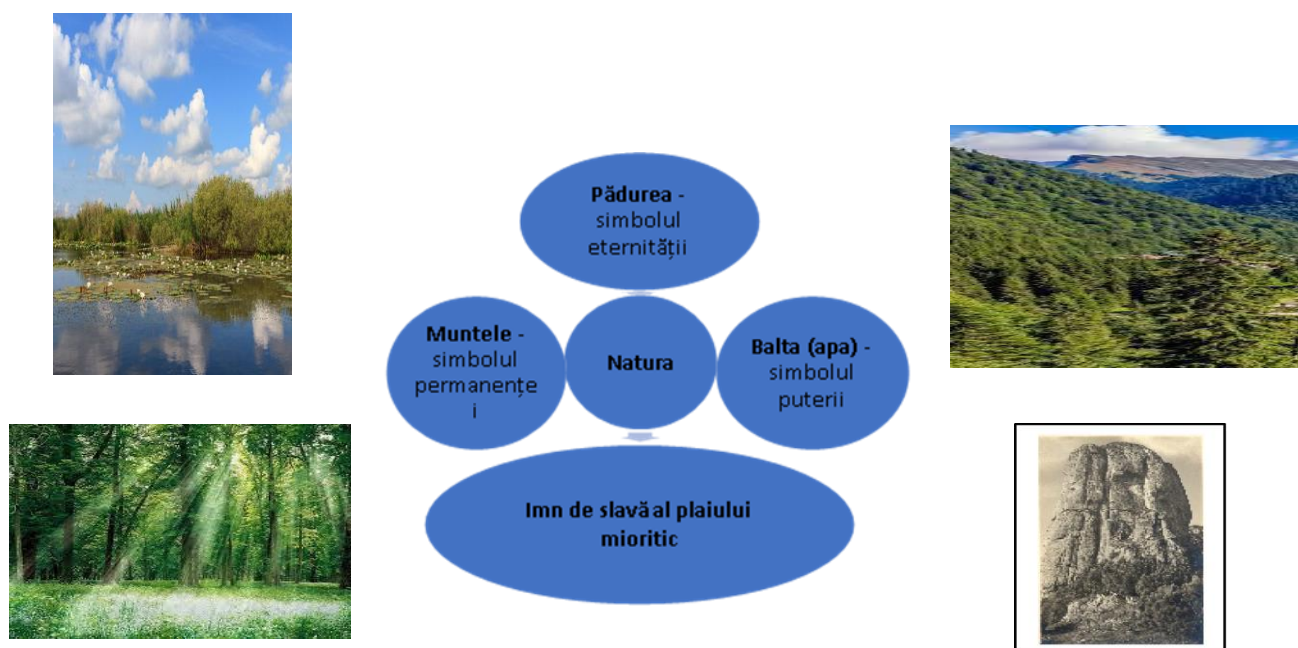 Pădurea -
simbolul
eternității
Muntele -
simbolul
permanențe
i
Natura
Balta (apa) -
simbolul
puterii
Imn de slavă al plaiului
mioritic